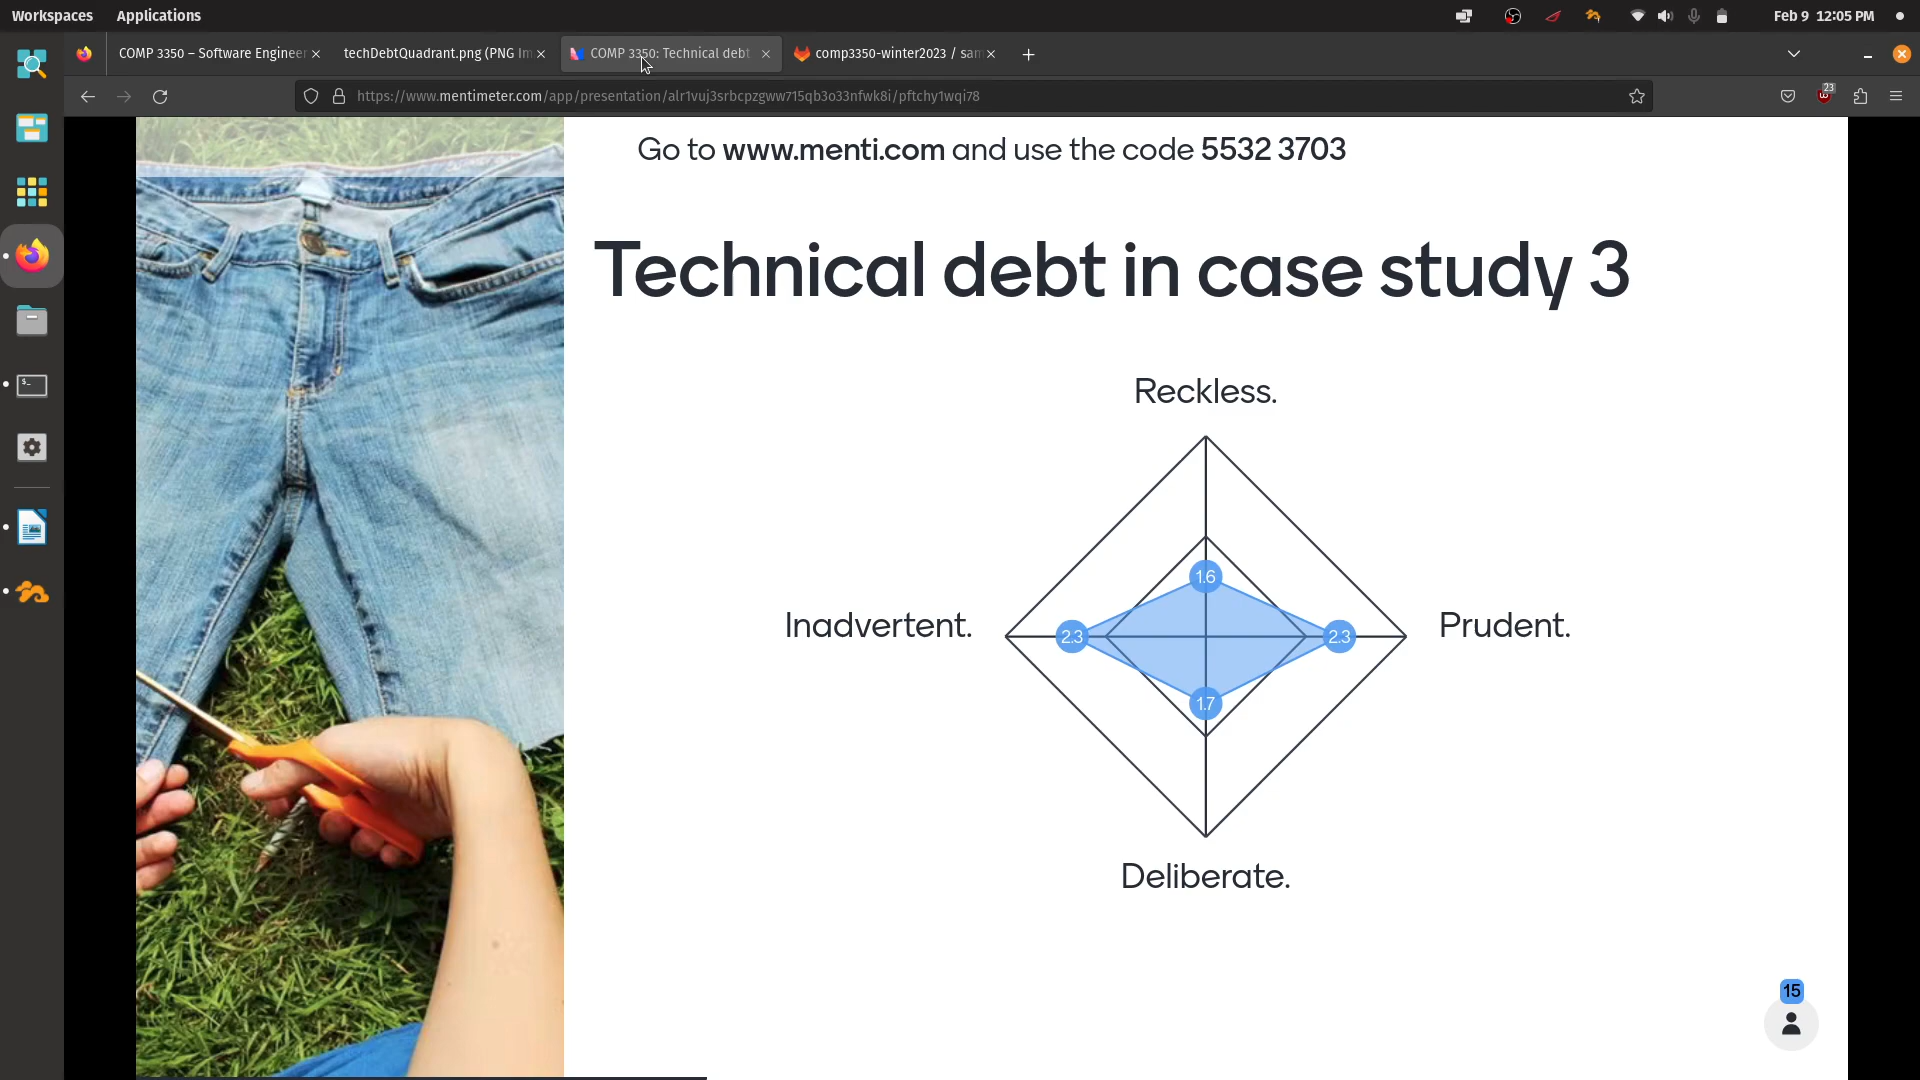 Workspaces Applications Feb 9 12:05 PM
COMP 3350 – Software Engineer techDebtQuadrant.png (PNG Im COMP 3350: Technical debt comp3350-winter2023 / sam
https://www.mentimeter.com/app/presentation/alr1vuj3srbcpzgww715qb3o33nfwk8i/pftchy1wqi78 23
Go to www.menti.com and use the code 5532 3703
Technical debt in case study 3
Reckless.
1.6
Inadvertent. Prudent.
2.3 2.3
1.7
Deliberate.
15